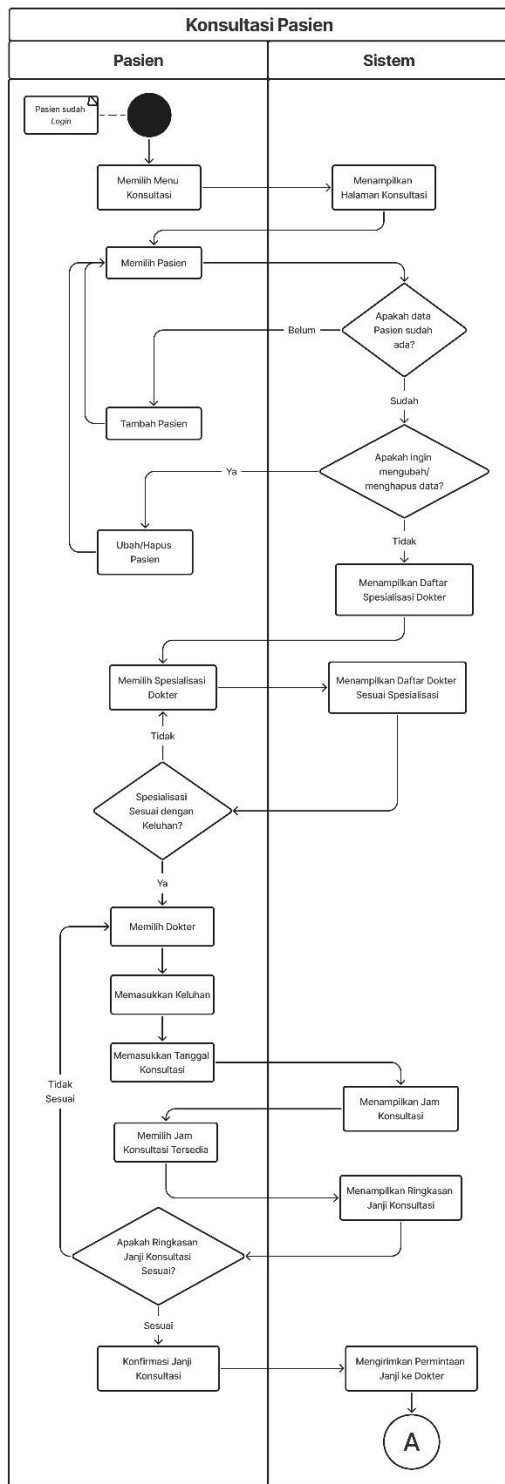 Konsultasi Pasien
Pasien
Sistem
Pasien sudah
Login
Memilih Menu
Konsultasi
Menampilkan
Halaman Konsultasi
Memilih Pasien
Apakah data
Pasien sudah
ada?
Belum
Sudah
Tambah Pasien
Apakah ingin
mengubah/
menghapus data?
Ya
Tidak
Ubah/Hapus
Pasien
Menampilkan Daftar
Spesialisasi Dokter
Memilih Spesialisasi
Dokter
Menampilkan Daftar Dokter
Sesuai Spesialisasi
Tidak
Spesialisasi
Sesuai dengan
Keluhan?
Ya
Memilih Dokter
Memasukkan Keluhan
Memasukkan Tanggal
Konsultasi
Tidak
Sesuai
Menampilkan Jam
Konsultasi
Memilih Jam
Konsultasi Tersedia
Menampilkan Ringkasan
Janji Konsultasi
Apakah Ringkasan
Janji Konsultasi
Sesuai?
Sesuai
Konfirmasi Janji
Konsultasi
Mengirimkan Permintaan
Janji ke Dokter
A